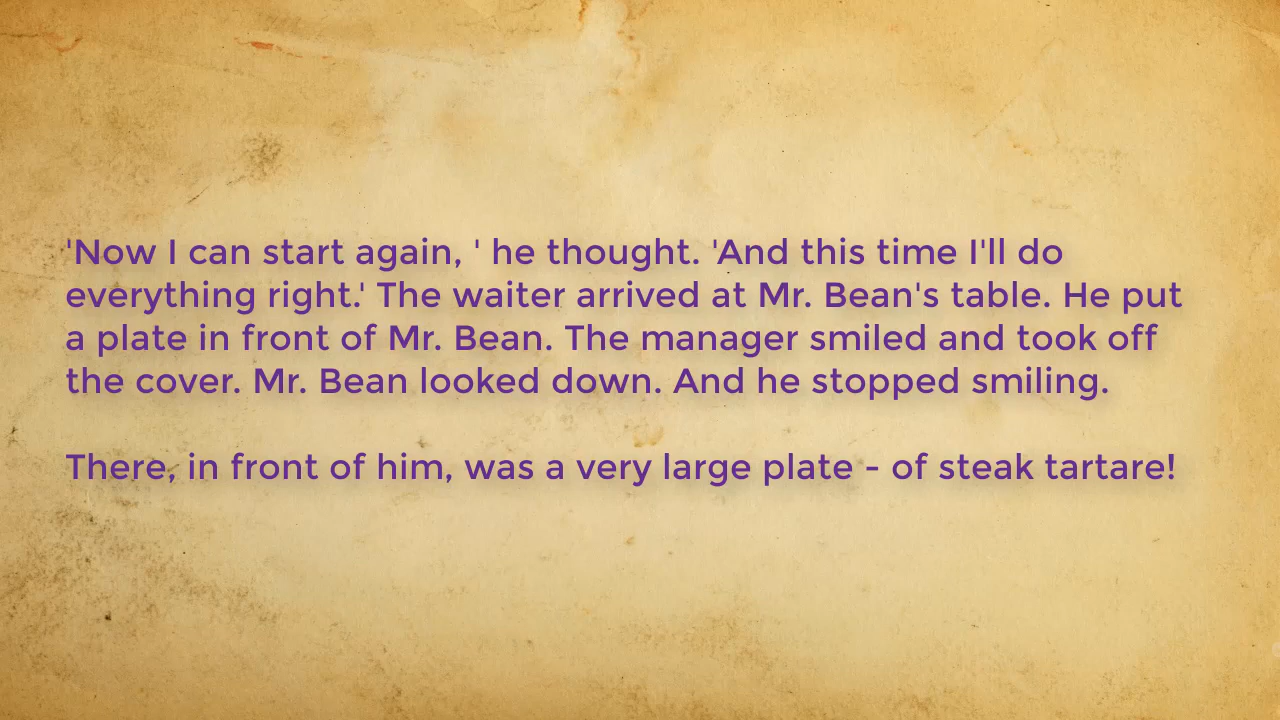 'Now I can start again, ' he thought. 'And this time I'll do
everything right.' The waiter arrived at Mr. Bean's table. He put
a plate in front of Mr. Bean. The manager smiled and took off
the cover. Mr. Bean looked down. And he stopped smiling.
There, in front of him, was a very large plate - of steak tartare!